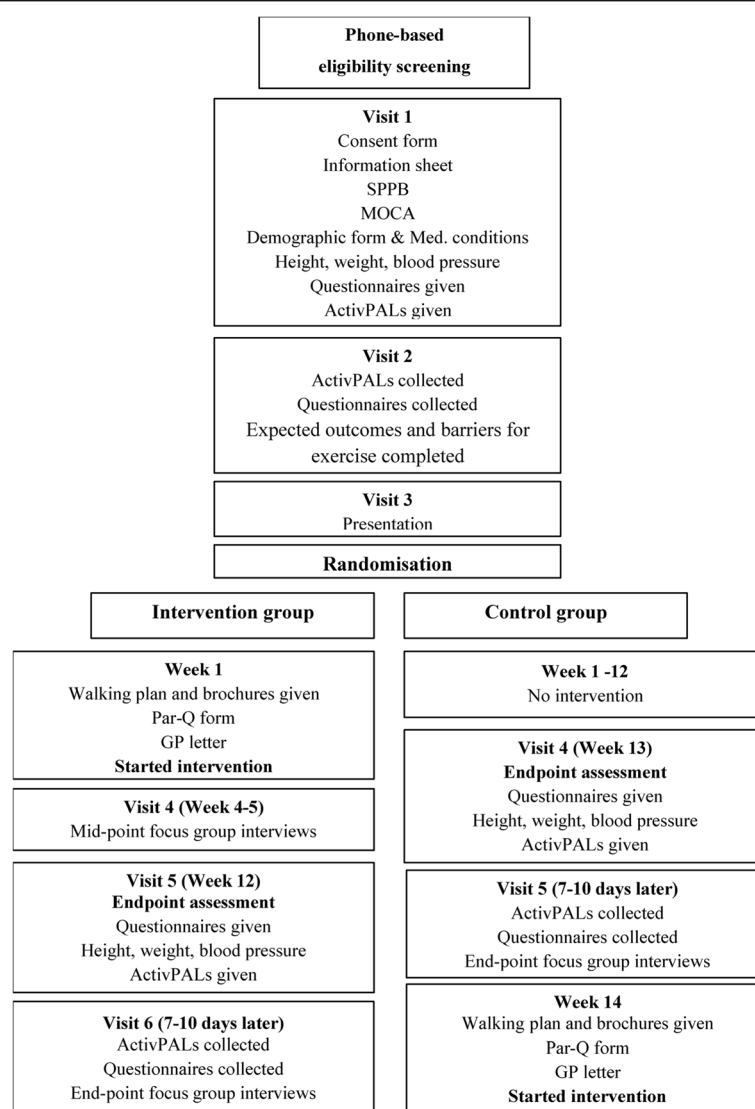 Phone-based
eligibility screening
Visit 1
Consent form
Information sheet
SPPB
MOCA
Demographic form & Med. conditions
Height, weight, blood pressure
Questionnaires given
ActivPALs given
Visit 2
ActivPALs collected
Questionnaires collected
Expected outcomes and barriers for
exercise completed
Visit 3
Presentation
Randomisation
Intervention group
Week 1
Walking plan and brochures given
Par-Q form
GP letter
Started intervention
Visit 4 (Week 4-5)
Mid-point focus group interviews
Visit 5 (Week 12)
Endpoint assessment
Questionnaires given
Height, weight, blood pressure
ActivPALs given
Visit 6 (7-10 days later)
ActivPALs collected
Questionnaires collected
End-point focus group interviews
Control group
Week 1 -12
No intervention
Visit 4 (Week 13)
Endpoint assessment
Questionnaires given
Height, weight, blood pressure
ActivPALs given
Visit 5 (7-10 days later)
ActivPALs collected
Questionnaires collected
End-point focus group interviews
Week 14
Walking plan and brochures given
Par-Q form
GP letter
Started intervention